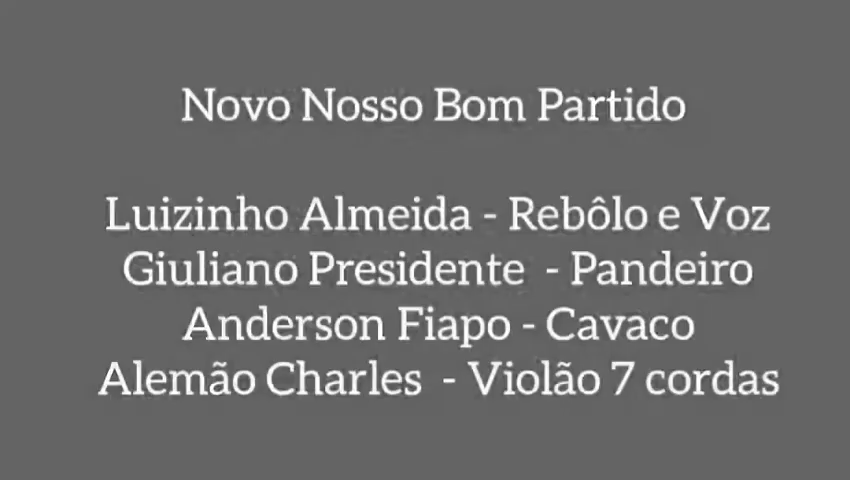 Novo Nosso Bom Partido
Luizinho Almeida - Rebôlo e Voz
Giuliano Presidente - Pandeiro
Anderson Fiapo - Cavaco
Alemão Charles - Violão 7 cordas